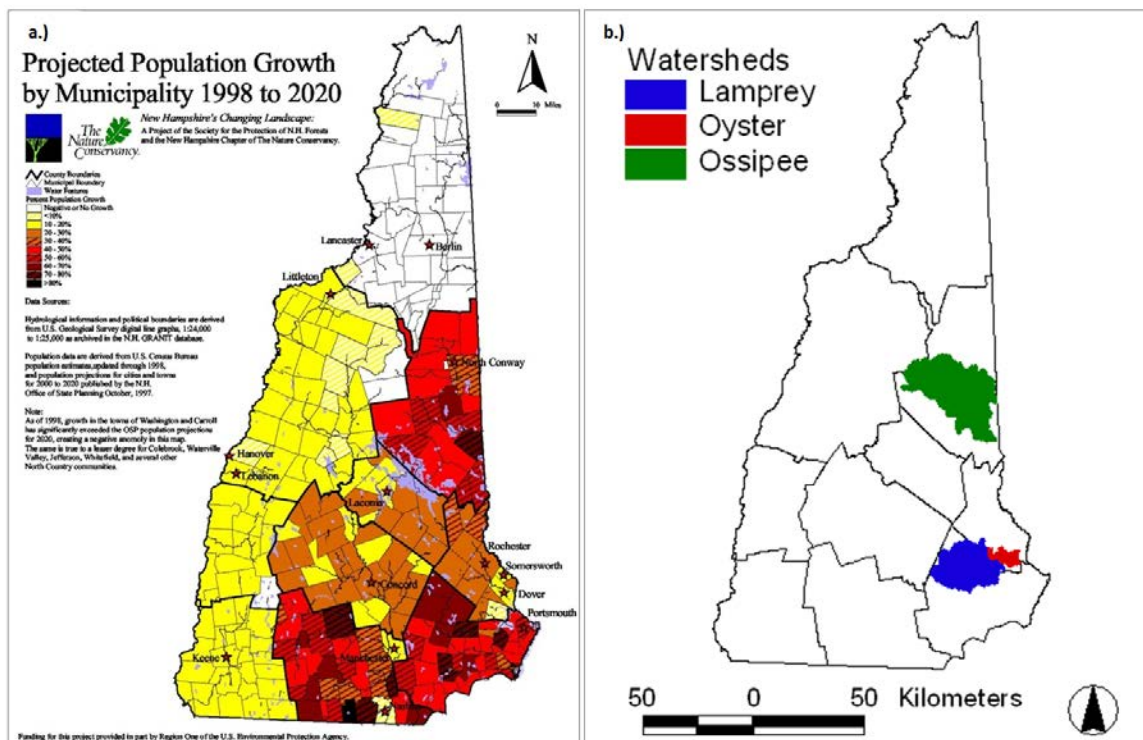 a.)
Projected Population Growth
by Municipality 1998 to 2020
N
10 Miles
The
Nature
Conservancy.
New Hampshire's Changing Landscape:
A Project of the Society for the Protection of N.H. Forests
and the New Hampshire Chapter of The Nature Conservancy.
County Boundaries
Municipal Boundary
Water Features
Percent Population Growth
Negative or No Growth
<10%
10 - 20%
20 - 30%
30 - 40%
40 - 50%
50 - 60%
60 - 70%
70 - 80%
>80%
Data Sources:
Hydrological information and political boundaries are derived
from U.S. Geological Survey digital line graphs, 1:24,000
to 1:25,000 as archived in the N.H. GRANIT database.
Population data are derived from U.S. Census Bureau
population estimates,updated through 1998,
and population projections for cities and towns
for 2000 to 2020 published by the N.H.
Office of State Planning October, 1997.
Note:
As of 1998, growth in the towns of Washington and Carroll
has significantly exceeded the OSP population projections
for 2020, creating a negative anomoly in this map.
The same is true to a lesser degree for Colebrook, Waterville
Valley, Jefferson, Whitefield, and several other
North Country communities.
Lancaster
Berlin
Littleton
North Conway
Hanover
Lebanon
Laconia
Rochester
Somersworth
Concord
Dover
Portsmouth
Keene
Manchester
Funding for this project provided in part by Region One of the U.S. Environmental Protection Agency.
b.)
Watersheds
Lamprey
Oyster
Ossipee
50 0 50 Kilometers